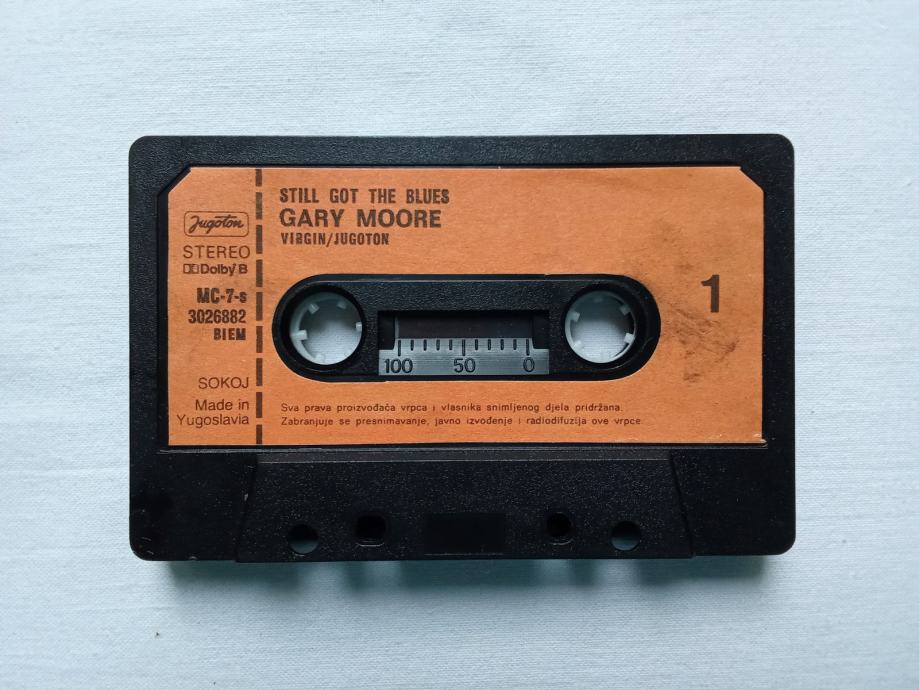 Jugoton
STEREO
Dolby B
MC-7-s
3026882
BIEM
SOKOJ
Made in
Yugoslavia
STILL GOT THE BLUES
GARY MOORE
VIRGIN/JUGOTON
1
100 50 0
Sva prava proizvođača vrpca i vlasnika snimljenog djela pridržana.
Zabranjuje se presnimavanje, javno izvođenje i radiodifuzija ove vrpce.